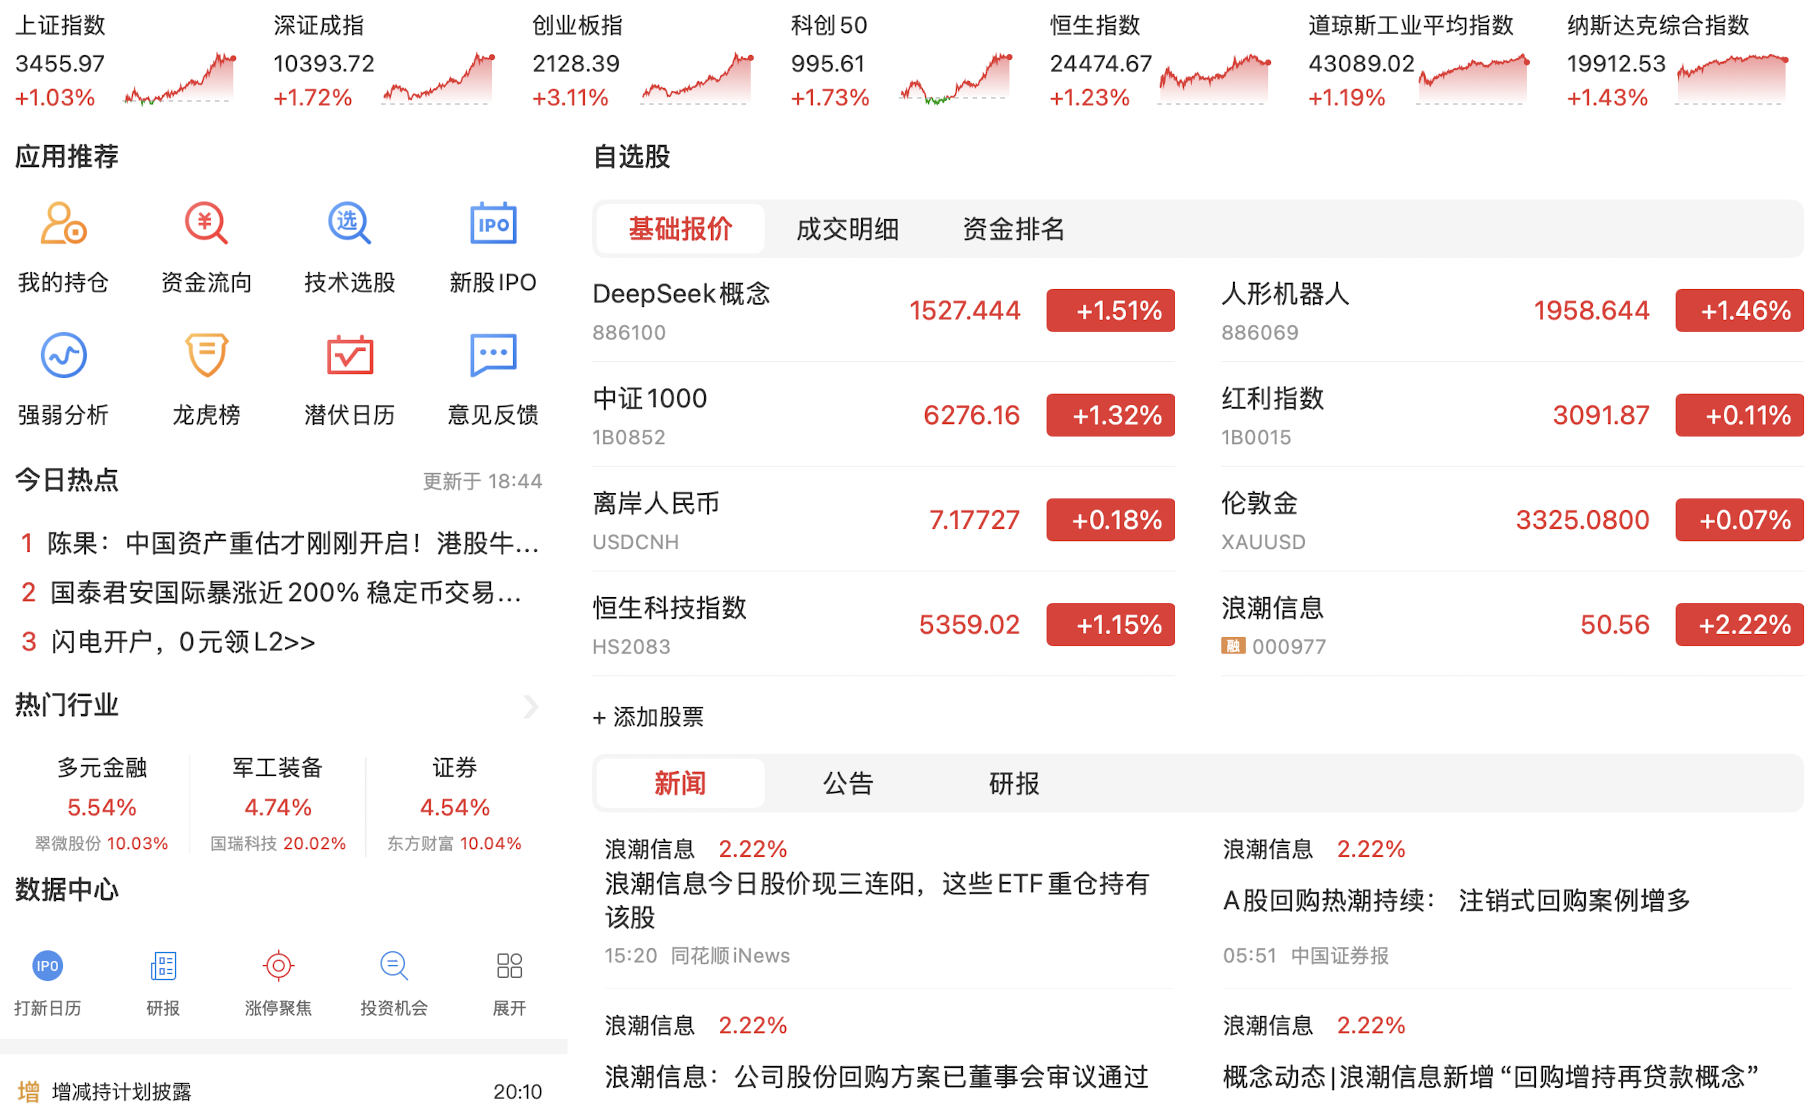 上证指数
3455.97
+1.03%
深证成指
10393.72
+1.72%
创业板指
2128.39
+3.11%
科创50
995.61
+1.73%
恒生指数
24474.67
+1.23%
道琼斯工业平均指数
43089.02
+1.19%
纳斯达克综合指数
19912.53
+1.43%
应用推荐
¥
选
IPO
我的持仓
资金流向
技术选股
新股IPO
强弱分析
龙虎榜
潜伏日历
意见反馈
今日热点
更新于 18:44
1 陈果：中国资产重估才刚刚开启！港股牛...
2 国泰君安国际暴涨近200% 稳定币交易...
3 闪电开户，0元领L2>>
热门行业
多元金融
5.54%
翠微股份 10.03%
军工装备
4.74%
国瑞科技 20.02%
证券
4.54%
东方财富 10.04%
数据中心
IPO
打新日历
研报
涨停聚焦
投资机会
展开
增 增减持计划披露 20:10
自选股
基础报价 成交明细 资金排名
DeepSeek概念
886100
1527.444
+1.51%
人形机器人
886069
1958.644
+1.46%
中证1000
1B0852
6276.16
+1.32%
红利指数
1B0015
3091.87
+0.11%
离岸人民币
USDCNH
7.17727
+0.18%
伦敦金
XAUUSD
3325.0800
+0.07%
恒生科技指数
HS2083
5359.02
+1.15%
浪潮信息
融 000977
50.56
+2.22%
+ 添加股票
新闻 公告 研报
浪潮信息 2.22%
浪潮信息今日股价现三连阳，这些ETF重仓持有
该股
15:20 同花顺iNews
浪潮信息 2.22%
A股回购热潮持续： 注销式回购案例增多
05:51 中国证券报
浪潮信息 2.22%
浪潮信息：公司股份回购方案已董事会审议通过
浪潮信息 2.22%
概念动态|浪潮信息新增“回购增持再贷款概念”